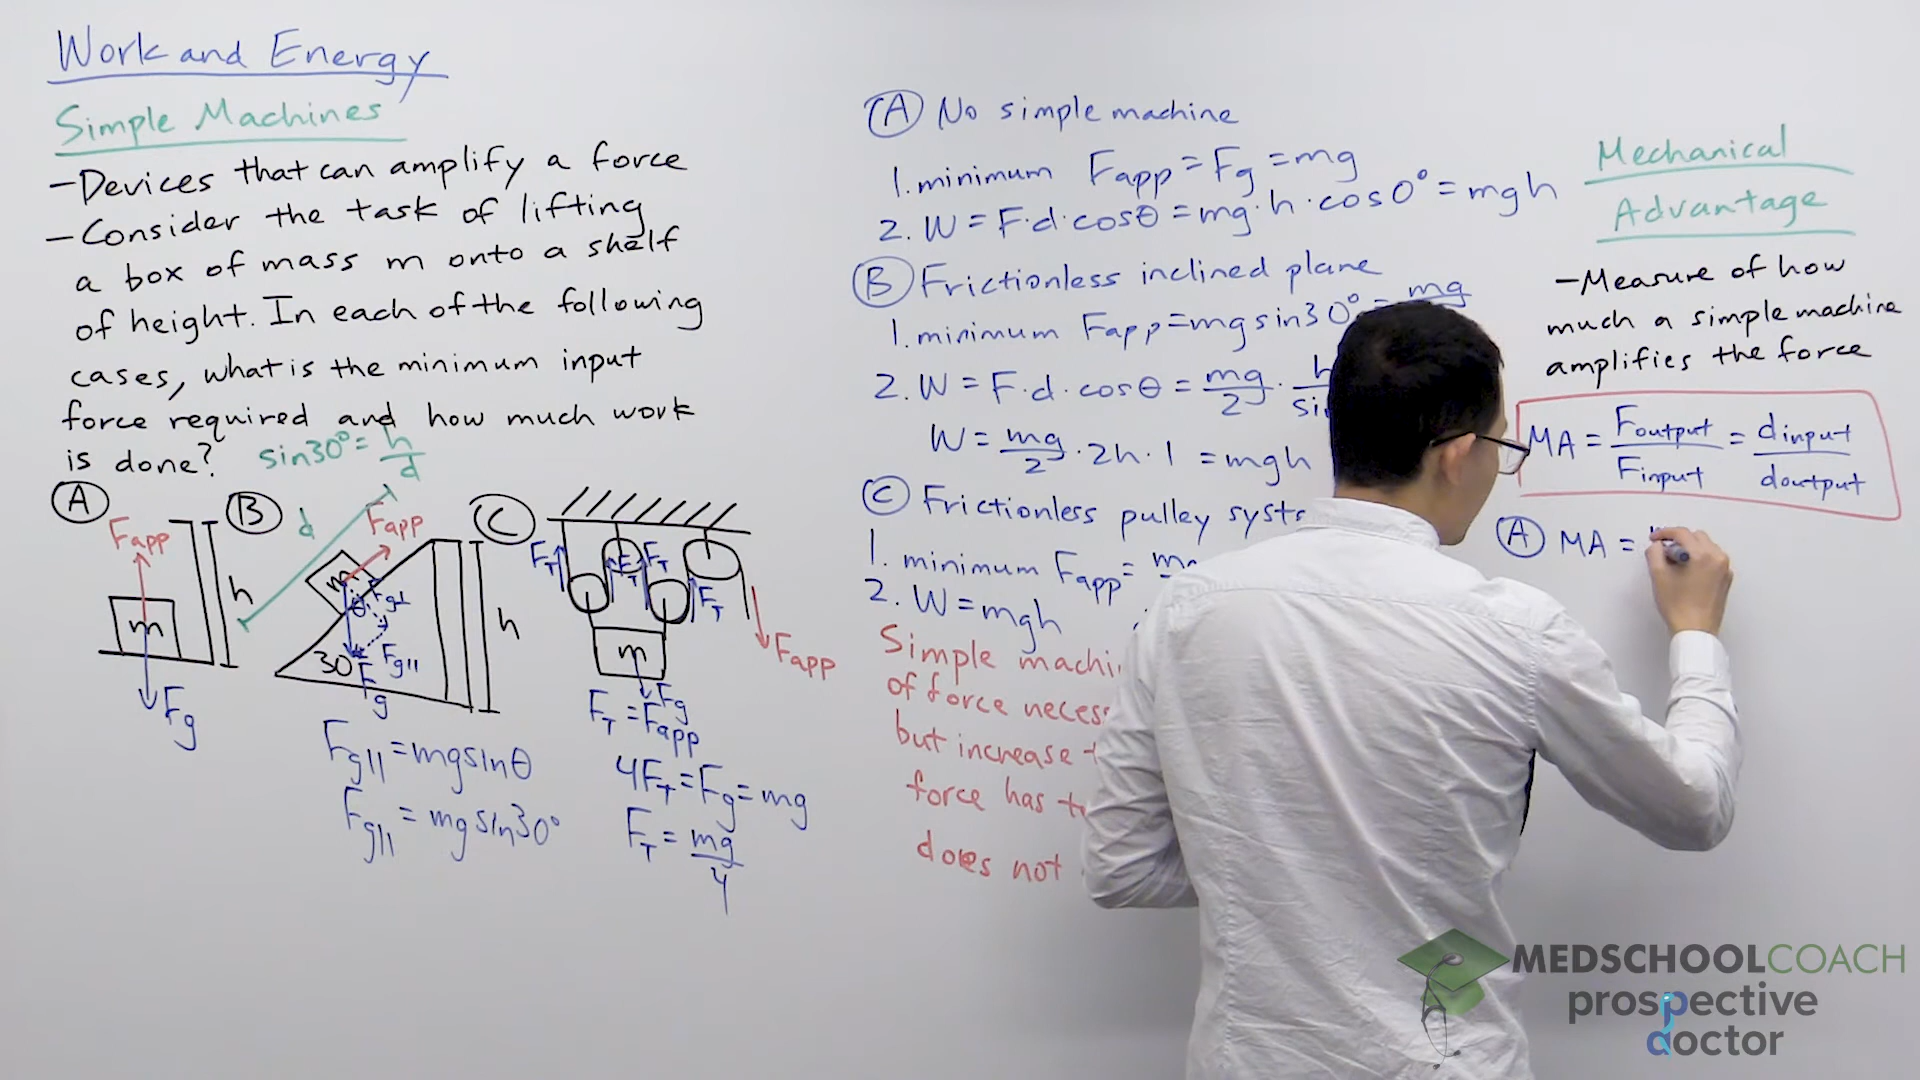 Work and Energy
Simple Machines
-Devices that can amplify a force
-Consider the task of lifting
a box of mass m onto a shelf
of height. In each of the following
cases, what is the minimum input
force required and how much work
is done?
sin30°=h/d
A
Fapp
m
Fg
h
B
d
Fapp
m
θ
Fg⊥
Fg||
Fg
30
h
Fg||=mgsinθ
Fg||=mgsin30°
C
FT
FT
FT
FT
Fapp
m
Fg
FT=Fapp
4FT=Fg=mg
FT=mg/4
A No simple machine
1. minimum Fapp=Fg=mg
2. W=F·d·cosθ=mg·h·cos0°=mgh
B Frictionless inclined plane
1. minimum Fapp=mgsin30°=mg
2. W=F·d·cosθ=mg/2·
W=mg/2·2h·1=mgh
C Frictionless pulley
1. minimum Fapp=
2. W=mgh
Simple
of force
but increase
force has
does not
Mechanical
Advantage
-Measure of how
much a simple machine
amplifies the force
MA=Foutput/Finput=dinput/doutput
A MA=
MEDSCHOOLCOACH
prospective
doctor